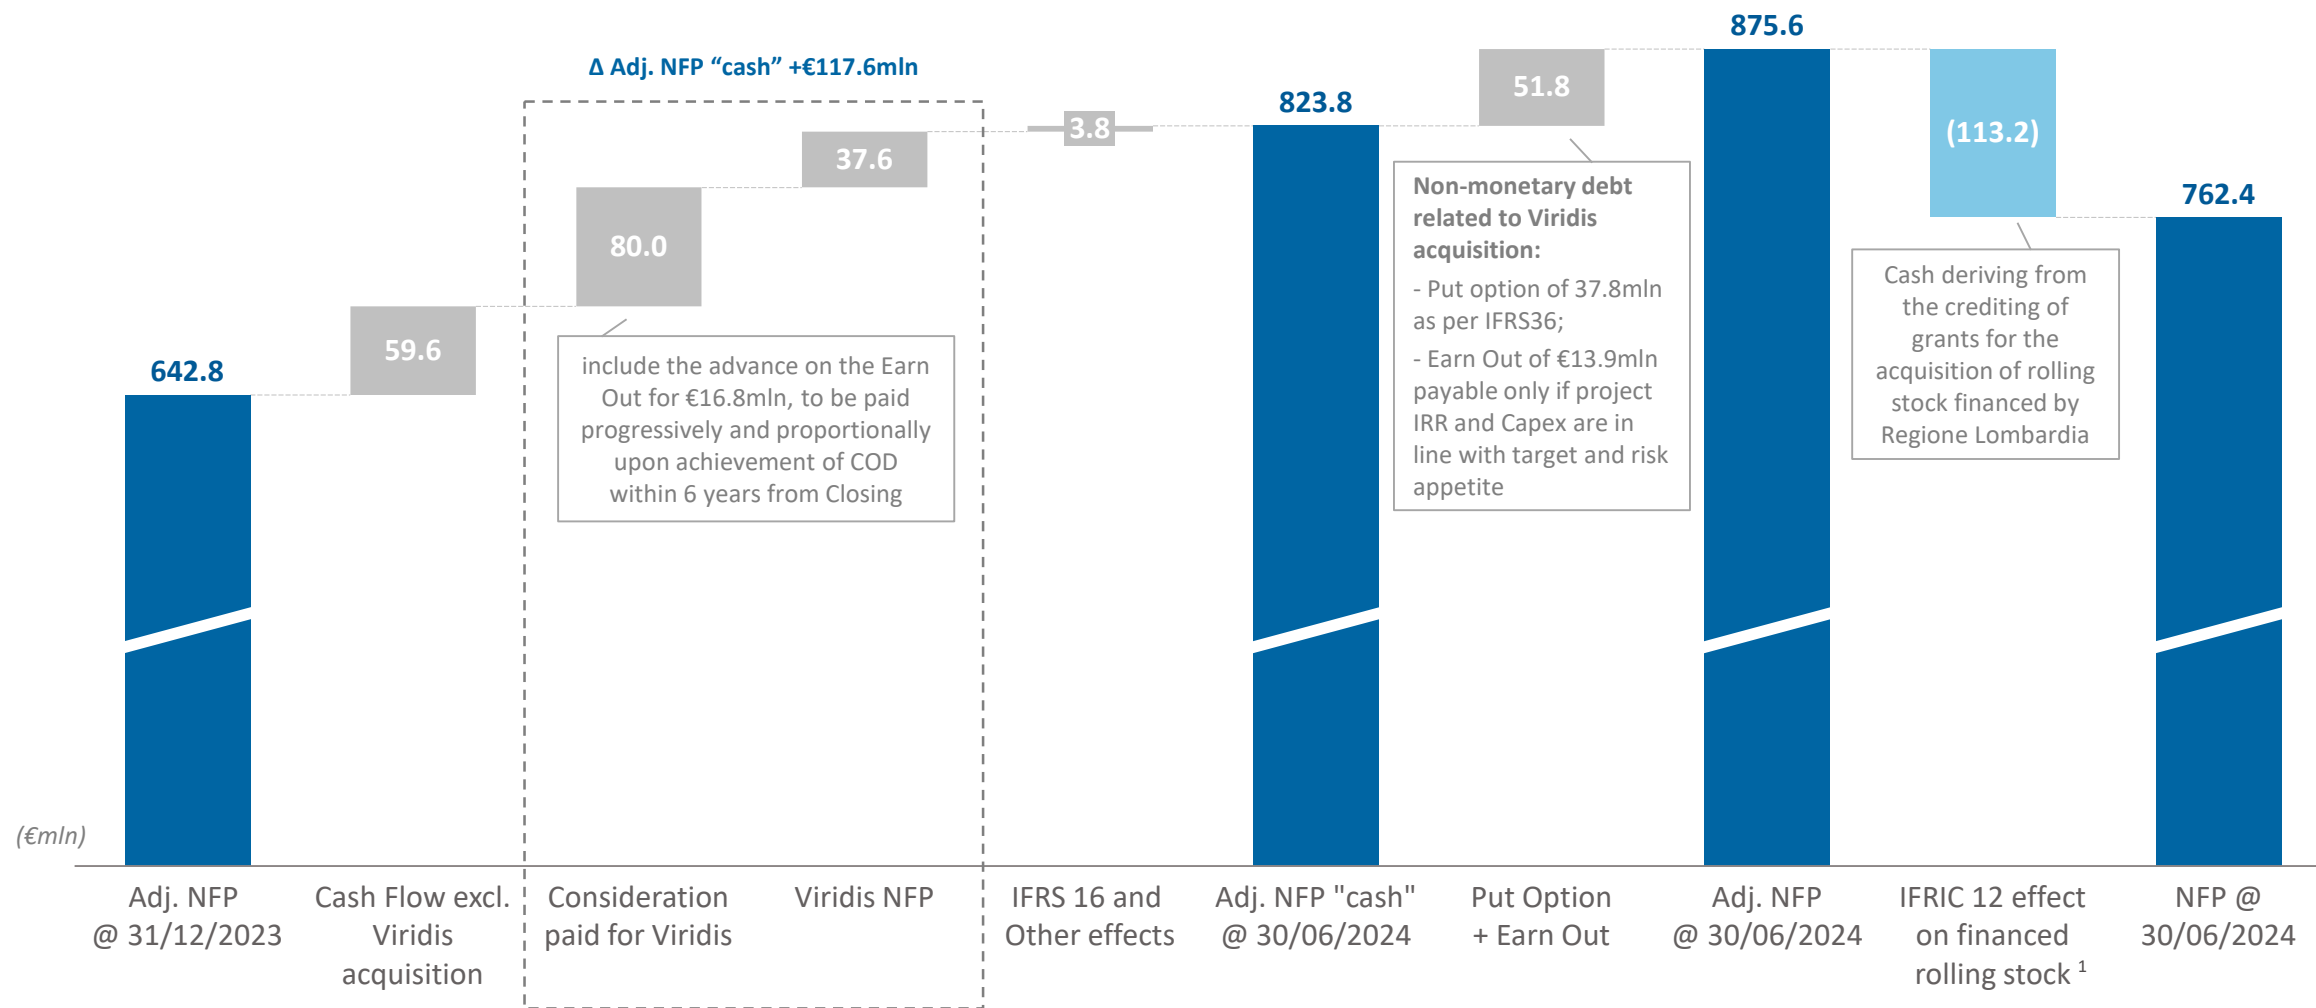 Δ Adj. NFP “cash” +€117.6mln
642.8
59.6
80.0
37.6
3.8
823.8
51.8
875.6
(113.2)
762.4
include the advance on the Earn
Out for €16.8mln, to be paid
progressively and proportionally
upon achievement of COD
within 6 years from Closing
Non-monetary debt
related to Viridis
acquisition:
- Put option of 37.8mln
as per IFRS36;
- Earn Out of €13.9mln
payable only if project
IRR and Capex are in
line with target and risk
appetite
Cash deriving from
the crediting of
grants for the
acquisition of rolling
stock financed by
Regione Lombardia
(€mln)
Adj. NFP
@ 31/12/2023
Cash Flow excl.
Viridis
acquisition
Consideration
paid for Viridis
Viridis NFP
IFRS 16 and
Other effects
Adj. NFP "cash"
@ 30/06/2024
Put Option
+ Earn Out
Adj. NFP
@ 30/06/2024
IFRIC 12 effect
on financed
rolling stock ¹
NFP @
30/06/2024